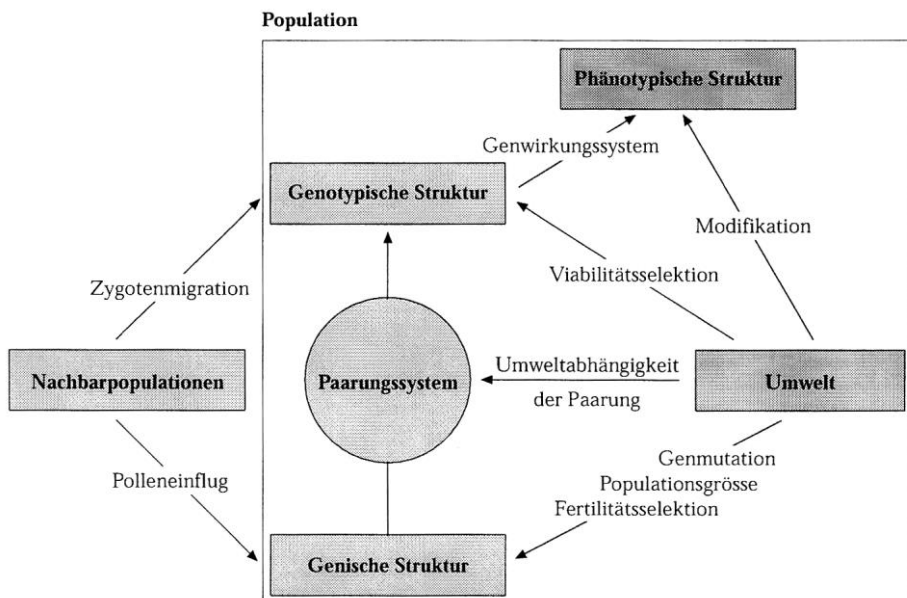 Population
Phänotypische Struktur
Genwirkungssystem
Genotypische Struktur
Modifikation
Viabilitätsselektion
Zygotenmigration
Nachbarpopulationen
Paarungssystem
Umweltabhängigkeit
der Paarung
Umwelt
Genmutation
Populationsgrösse
Fertilitätsselektion
Polleneinflug
Genische Struktur